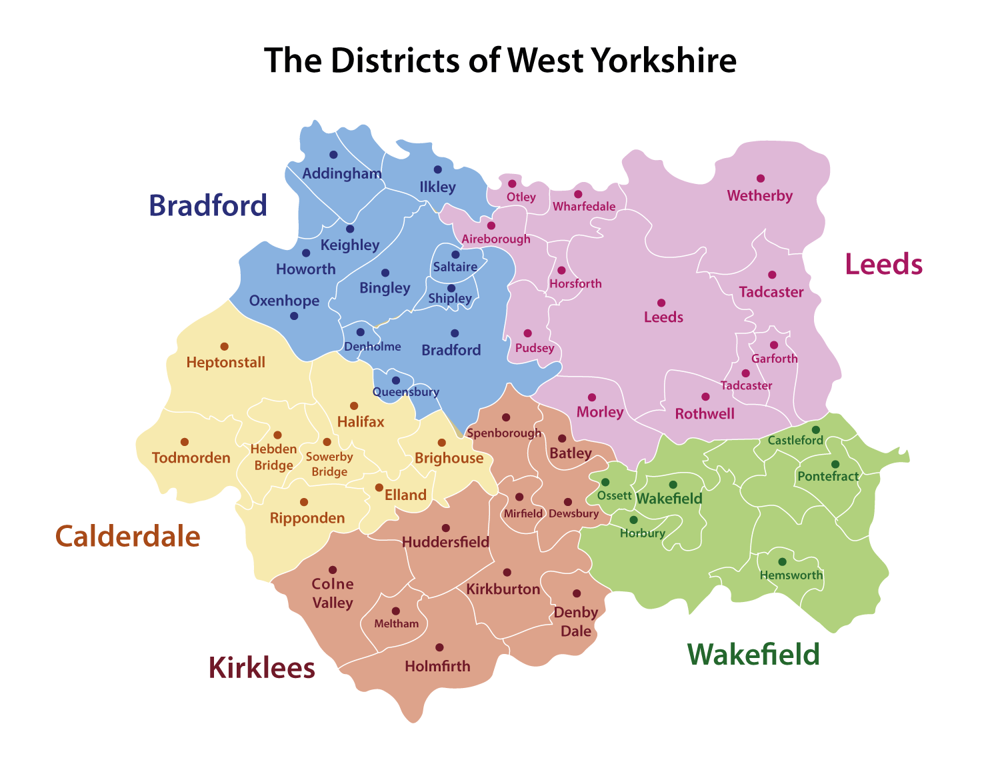 The Districts of West Yorkshire
Bradford
Addingham
Ilkley
Keighley
Howorth
Oxenhope
Bingley
Saltaire
Shipley
Denholme
Bradford
Queensbury
Leeds
Otley
Wharfedale
Wetherby
Aireborough
Horsforth
Tadcaster
Leeds
Pudsey
Garforth
Tadcaster
Morley
Rothwell
Calderdale
Heptonstall
Halifax
Todmorden
Hebden
Bridge
Sowerby
Bridge
Brighouse
Elland
Ripponden
Kirklees
Spenborough
Batley
Mirfield
Dewsbury
Huddersfield
Colne
Valley
Kirkburton
Meltham
Denby
Dale
Holmfirth
Wakefield
Castleford
Pontefract
Ossett
Wakefield
Horbury
Hemsworth